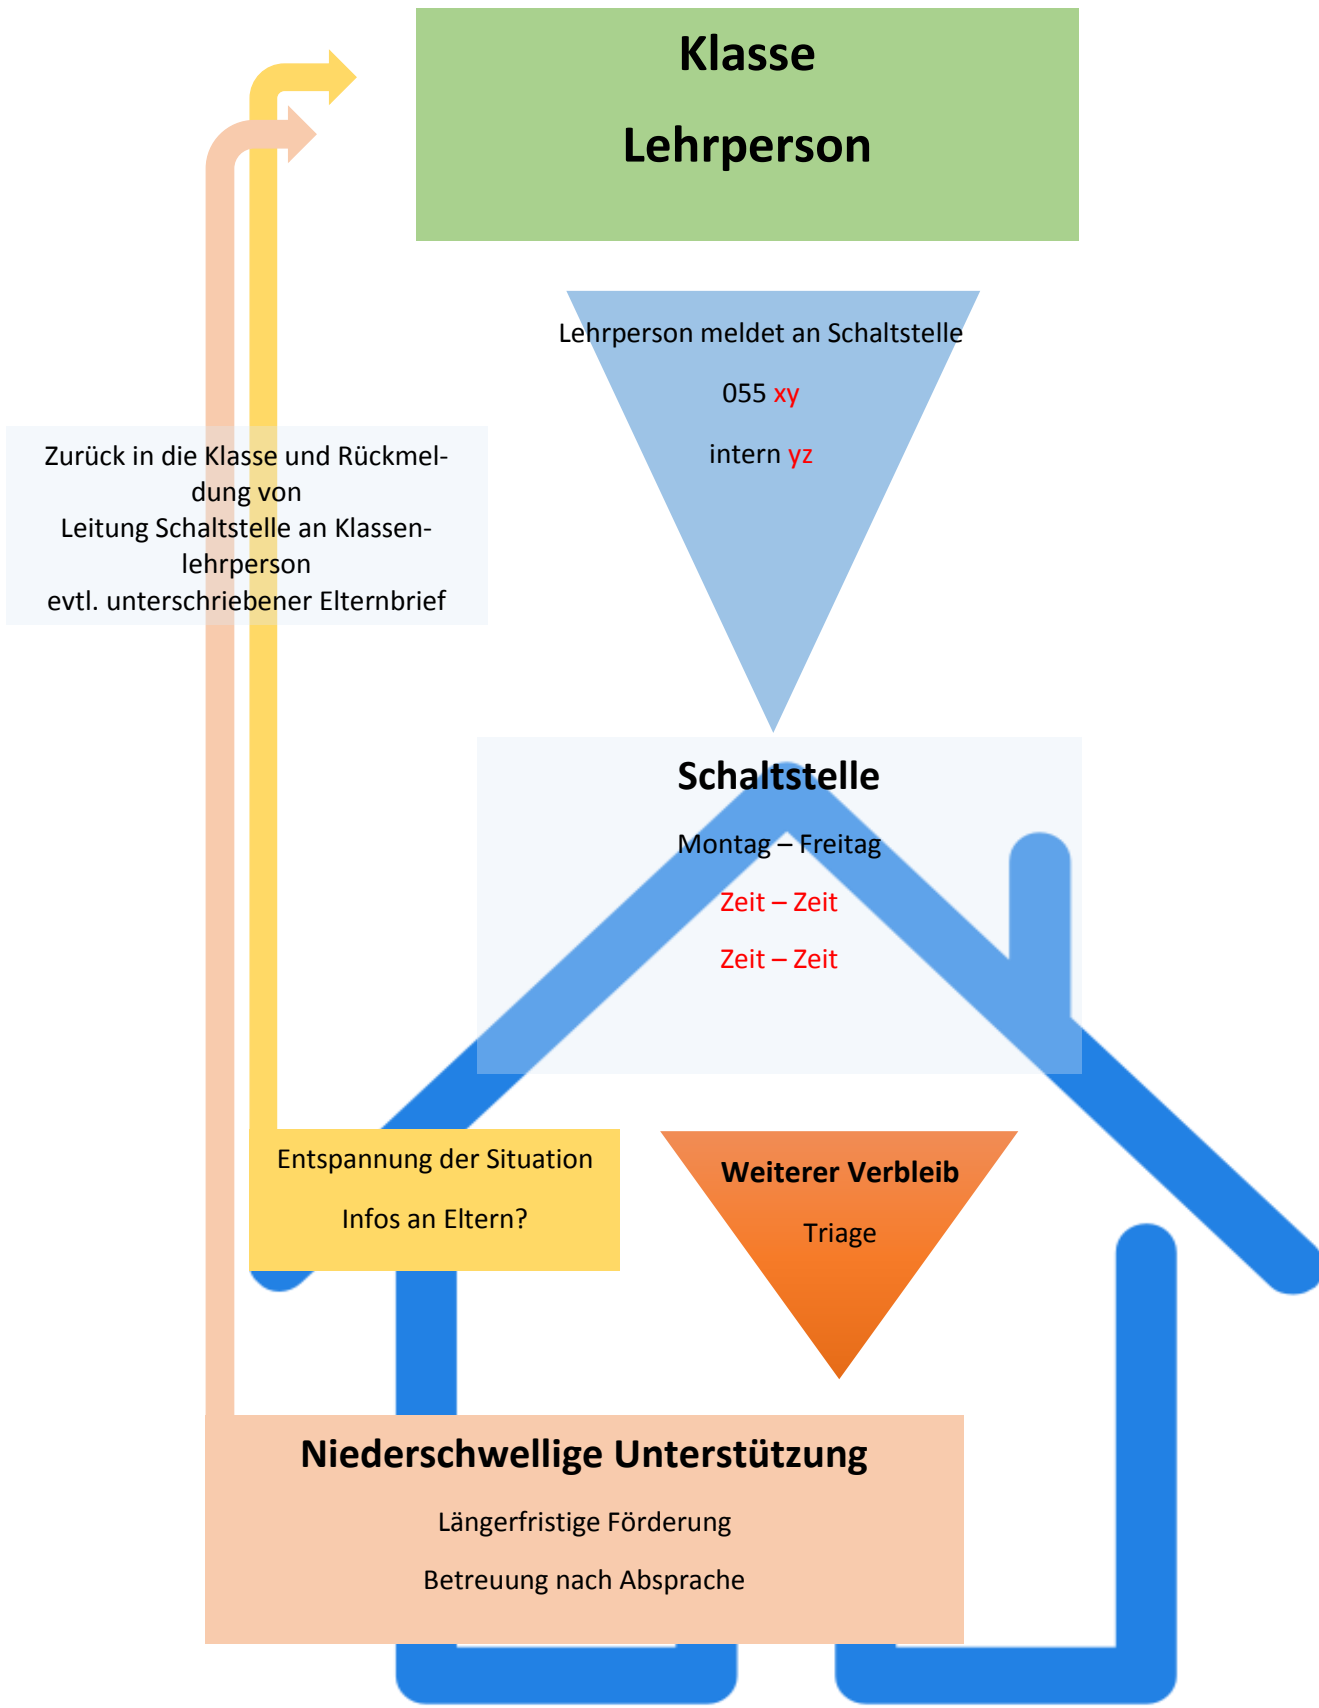 Klasse
Lehrperson
Lehrperson meldet an Schaltstelle
055 xy
intern yz
Zurück in die Klasse und Rückmel-
dung von
Leitung Schaltstelle an Klassen-
lehrperson
evtl. unterschriebener Elternbrief
Schaltstelle
Montag – Freitag
Zeit – Zeit
Zeit – Zeit
Entspannung der Situation
Infos an Eltern?
Weiterer Verbleib
Triage
Niederschwellige Unterstützung
Längerfristige Förderung
Betreuung nach Absprache